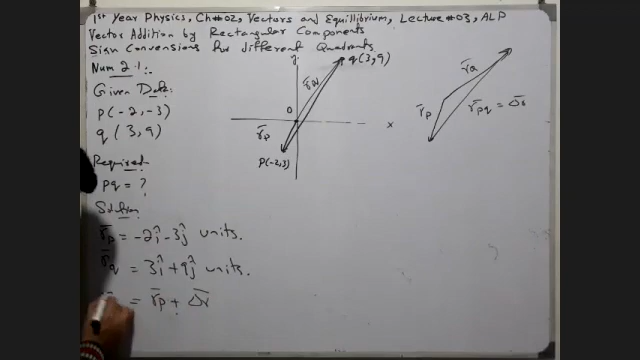 1st Year Physics, Ch#02, Vectors and Equillibrium, Lecture #03, ALP
Vector Addition by Rectangular Components
Sign Conversions for different Quadrants
Num 2.1:.
Given Data:
P(-2,-3)
q(3,9)
Required:
pq = ?
Solution
r̄p = -2î -3ĵ units.
r̄q = 3î + 9ĵ units.
= r̄p + Δr̄
y
q(3,9)
r̄q
O
r̄p
P(-2,3)
x
r̄q
r̄p
r̄pq = Δr̄